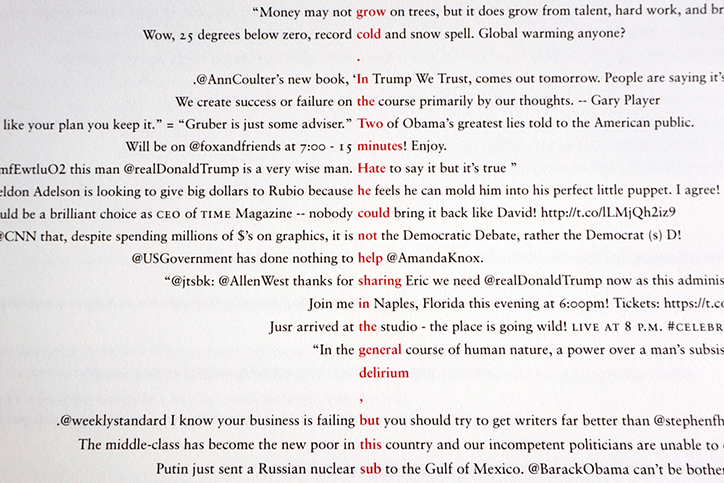 “Money may not grow on trees, but it does grow from talent, hard work, and br
Wow, 25 degrees below zero, record cold and snow spell. Global warming anyone?
.
.@AnnCoulter’s new book, ‘In Trump We Trust, comes out tomorrow. People are saying it’s
We create success or failure on the course primarily by our thoughts. -- Gary Player
like your plan you keep it.” = “Gruber is just some adviser.” Two of Obama’s greatest lies told to the American public.
Will be on @foxandfriends at 7:00 - 15 minutes! Enjoy.
mfEwtluO2 this man @realDonaldTrump is a very wise man. Hate to say it but it’s true ”
eldon Adelson is looking to give big dollars to Rubio because he feels he can mold him into his perfect little puppet. I agree!
uld be a brilliant choice as CEO of TIME Magazine -- nobody could bring it back like David! http://t.co/lLMjQh2iz9
@CNN that, despite spending millions of $’s on graphics, it is not the Democratic Debate, rather the Democrat (s) D!
@USGovernment has done nothing to help @AmandaKnox.
“@jtsbk: @AllenWest thanks for sharing Eric we need @realDonaldTrump now as this adminis
Join me in Naples, Florida this evening at 6:00pm! Tickets: https://t.co
Jusr arrived at the studio - the place is going wild! LIVE AT 8 P.M. #CELEBR
“In the general course of human nature, a power over a man’s subsis
delirium
,
.@weeklystandard I know your business is failing but you should try to get writers far better than @stephenfh
The middle-class has become the new poor in this country and our incompetent politicians are unable to
Putin just sent a Russian nuclear sub to the Gulf of Mexico. @BarackObama can’t be bothe